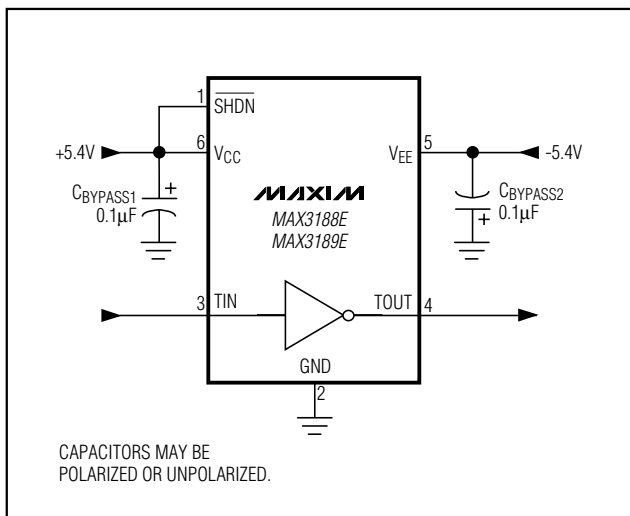 1
S̅H̅D̅N̅
+5.4V
6
VCC
5
VEE
-5.4V
CBYPASS1
+
0.1µF
MAXIM
MAX3188E
MAX3189E
CBYPASS2
0.1µF
+
3
TIN
TOUT
4
GND
2
CAPACITORS MAY BE
POLARIZED OR UNPOLARIZED.